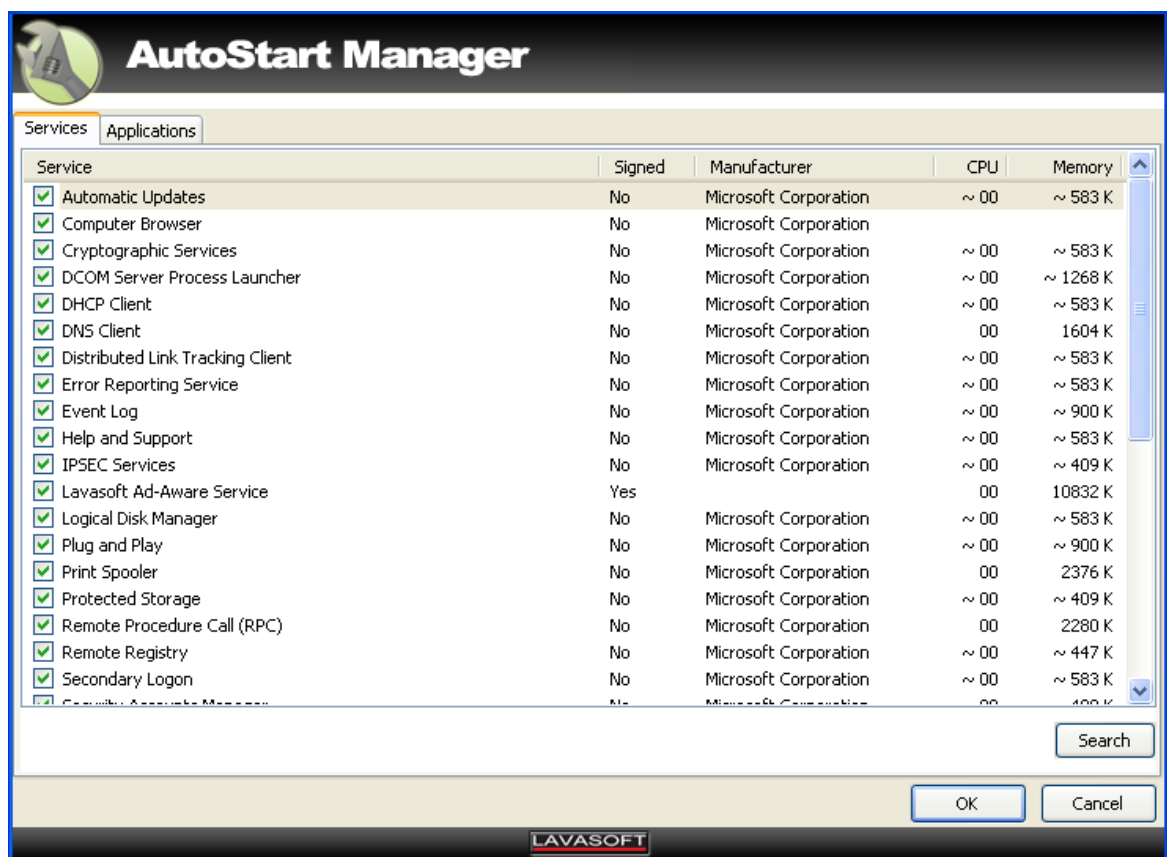 AutoStart Manager
Services Applications
Service Signed Manufacturer CPU Memory
Automatic Updates No Microsoft Corporation ~ 00 ~ 583 K
Computer Browser No Microsoft Corporation
Cryptographic Services No Microsoft Corporation ~ 00 ~ 583 K
DCOM Server Process Launcher No Microsoft Corporation ~ 00 ~ 1268 K
DHCP Client No Microsoft Corporation ~ 00 ~ 583 K
DNS Client No Microsoft Corporation 00 1604 K
Distributed Link Tracking Client No Microsoft Corporation ~ 00 ~ 583 K
Error Reporting Service No Microsoft Corporation ~ 00 ~ 583 K
Event Log No Microsoft Corporation ~ 00 ~ 900 K
Help and Support No Microsoft Corporation ~ 00 ~ 583 K
IPSEC Services No Microsoft Corporation ~ 00 ~ 409 K
Lavasoft Ad-Aware Service Yes 00 10832 K
Logical Disk Manager No Microsoft Corporation ~ 00 ~ 583 K
Plug and Play No Microsoft Corporation ~ 00 ~ 900 K
Print Spooler No Microsoft Corporation 00 2376 K
Protected Storage No Microsoft Corporation ~ 00 ~ 409 K
Remote Procedure Call (RPC) No Microsoft Corporation 00 2280 K
Remote Registry No Microsoft Corporation ~ 00 ~ 447 K
Secondary Logon No Microsoft Corporation ~ 00 ~ 583 K
Security Accounts Manager No Microsoft Corporation
Search
OK Cancel
LAVASOFT